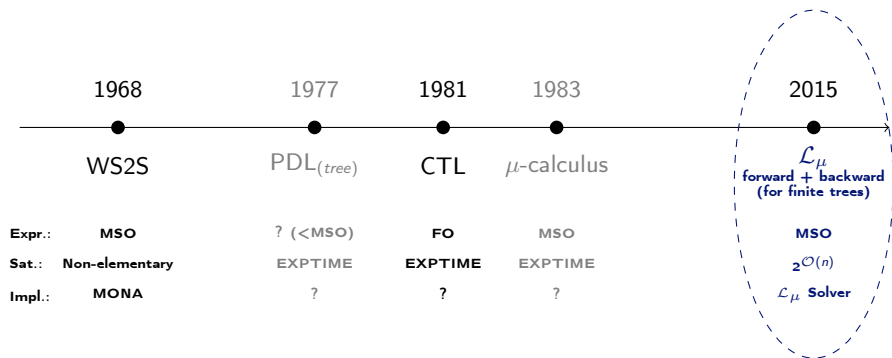 1968 1977 1981 1983 2015
WS2S PDL(tree) CTL μ-calculus ℒμ
forward + backward
(for finite trees)
Expr.: MSO ? (<MSO) FO MSO MSO
Sat.: Non-elementary EXPTIME EXPTIME EXPTIME 2^𝒪(n)
Impl.: MONA ? ? ? ℒμ Solver